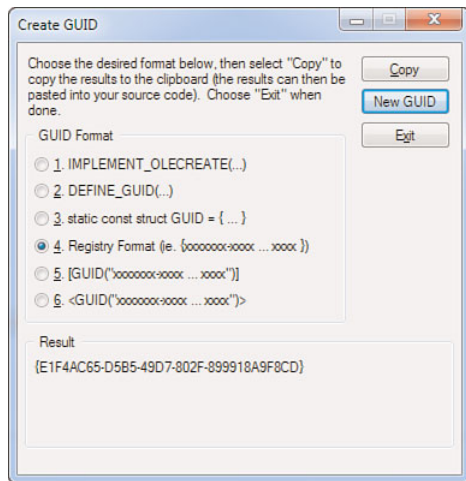 Create GUID
Choose the desired format below, then select "Copy" to
copy the results to the clipboard (the results can then be
pasted into your source code). Choose "Exit" when
done.
Copy
New GUID
Exit
GUID Format
1. IMPLEMENT_OLECREATE(...)
2. DEFINE_GUID(...)
3. static const struct GUID = { ... }
4. Registry Format (ie. {xxxxxxxx-xxxx ... xxxx })
5. [GUID("xxxxxxxx-xxxx ... xxxx")]
6. <GUID("xxxxxxxx-xxxx ... xxxx")>
Result
{E1F4AC65-D5B5-49D7-802F-899918A9F8CD}